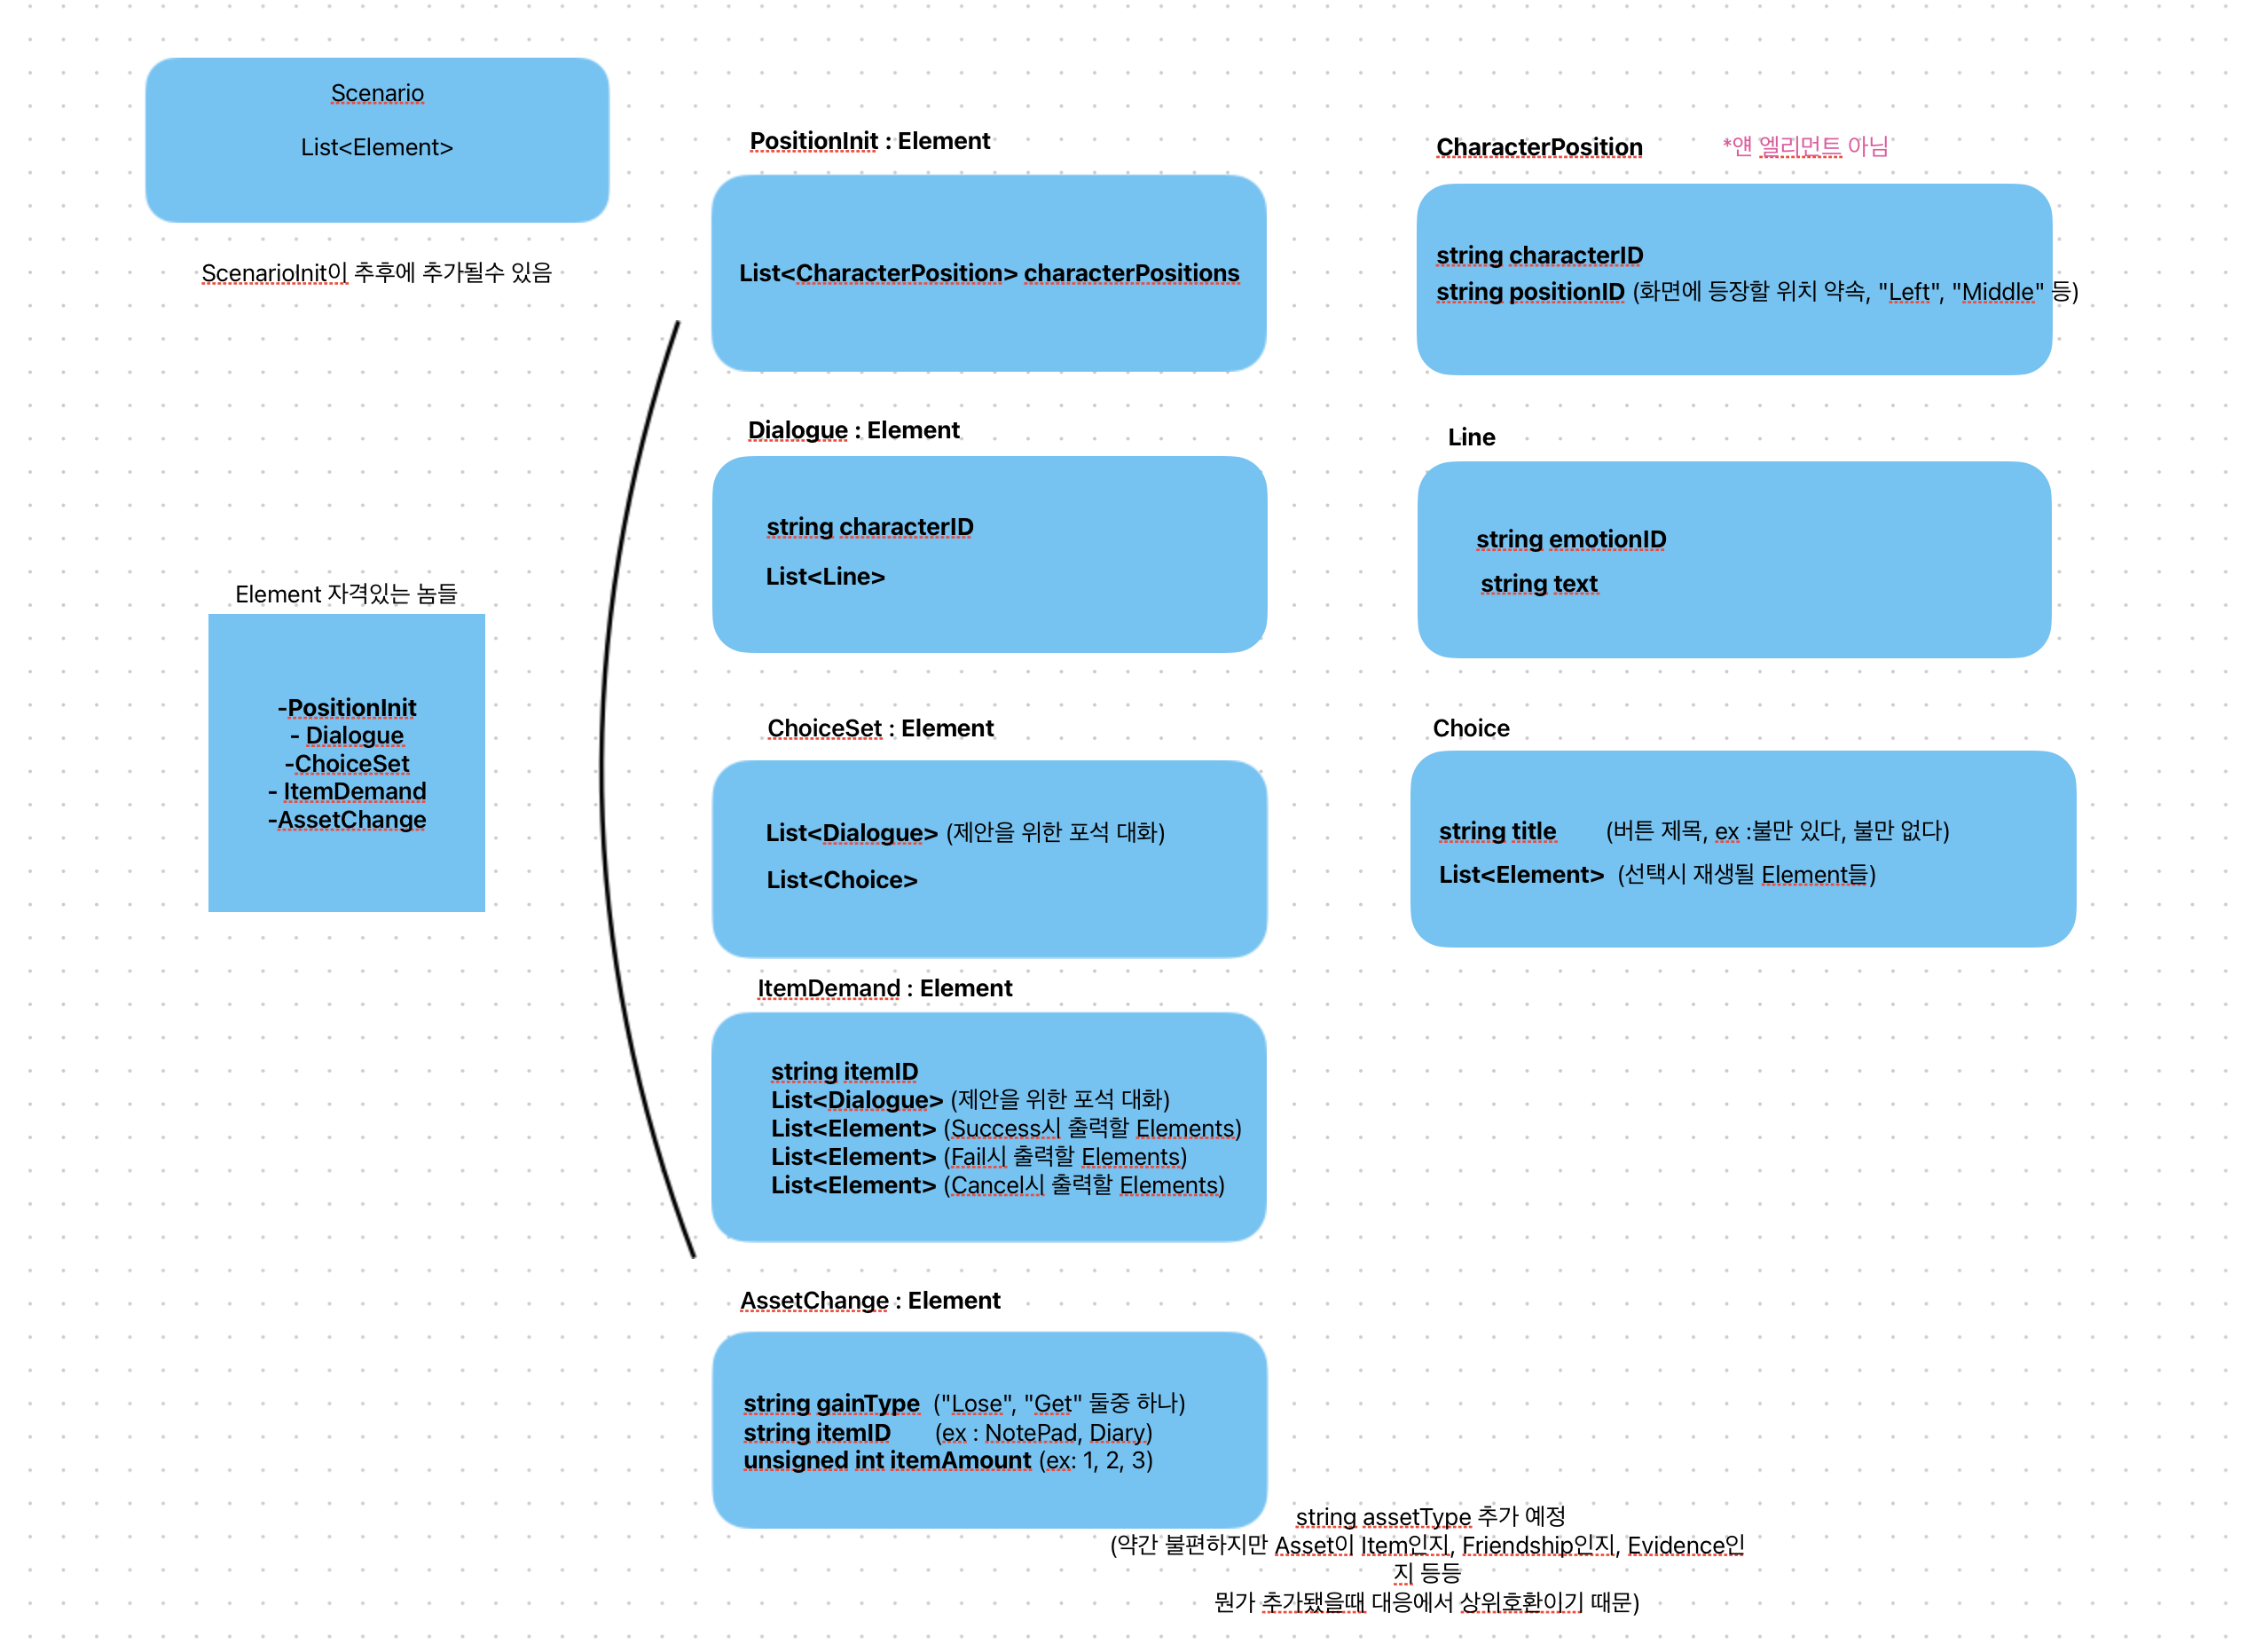 Scenario
List<Element>
ScenarioInit이 추후에 추가될수 있음
Element 자격있는 놈들
-PositionInit
- Dialogue
-ChoiceSet
- ItemDemand
-AssetChange
PositionInit : Element
List<CharacterPosition> characterPositions
CharacterPosition
*얜 엘리먼트 아님
string characterID
string positionID (화면에 등장할 위치 약속, "Left", "Middle" 등)
Dialogue : Element
string characterID
List<Line>
Line
string emotionID
string text
ChoiceSet : Element
List<Dialogue> (제안을 위한 포석 대화)
List<Choice>
Choice
string title (버튼 제목, ex :불만 있다, 불만 없다)
List<Element> (선택시 재생될 Element들)
ItemDemand : Element
string itemID
List<Dialogue> (제안을 위한 포석 대화)
List<Element> (Success시 출력할 Elements)
List<Element> (Fail시 출력할 Elements)
List<Element> (Cancel시 출력할 Elements)
AssetChange : Element
string gainType ("Lose", "Get" 둘중 하나)
string itemID (ex : NotePad, Diary)
unsigned int itemAmount (ex: 1, 2, 3)
string assetType 추가 예정
(약간 불편하지만 Asset이 Item인지, Friendship인지, Evidence인
지 등등
뭔가 추가됐을때 대응에서 상위호환이기 때문)